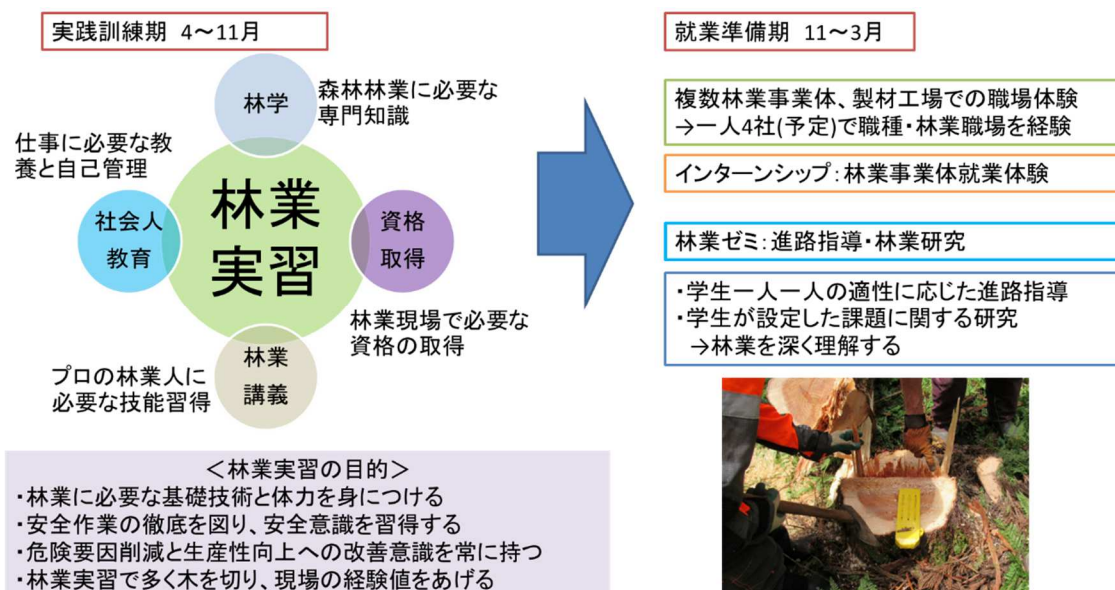 実践訓練期 4～11月
林学
森林林業に必要な
専門知識
仕事に必要な教
養と自己管理
社会人
教育
林業
実習
資格
取得
林業現場で必要な
資格の取得
林業
講義
プロの林業人に
必要な技能習得
＜林業実習の目的＞
・林業に必要な基礎技術と体力を身につける
・安全作業の徹底を図り、安全意識を習得する
・危険要因削減と生産性向上への改善意識を常に持つ
・林業実習で多く木を切り、現場の経験値をあげる
就業準備期 11～3月
複数林業事業体、製材工場での職場体験
→一人4社(予定)で職種・林業職場を経験
インターンシップ：林業事業体就業体験
林業ゼミ：進路指導・林業研究
・学生一人一人の適性に応じた進路指導
・学生が設定した課題に関する研究
→林業を深く理解する